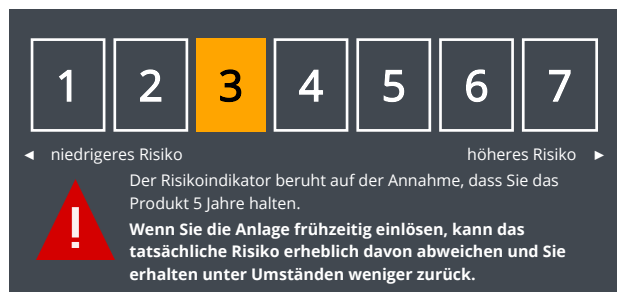 1 2 3 4 5 6 7
◄ niedrigeres Risiko höheres Risiko ►
Der Risikoindikator beruht auf der Annahme, dass Sie das
Produkt 5 Jahre halten.
Wenn Sie die Anlage frühzeitig einlösen, kann das
tatsächliche Risiko erheblich davon abweichen und Sie
erhalten unter Umständen weniger zurück.
!